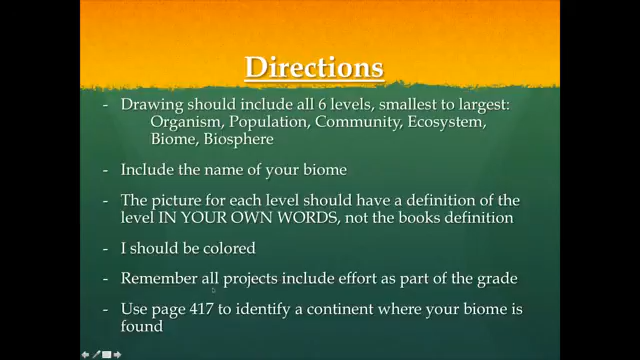 Directions
- Drawing should include all 6 levels, smallest to largest:
Organism, Population, Community, Ecosystem,
Biome, Biosphere
- Include the name of your biome
- The picture for each level should have a definition of the
level IN YOUR OWN WORDS, not the books definition
- I should be colored
- Remember all projects include effort as part of the grade
- Use page 417 to identify a continent where your biome is
found